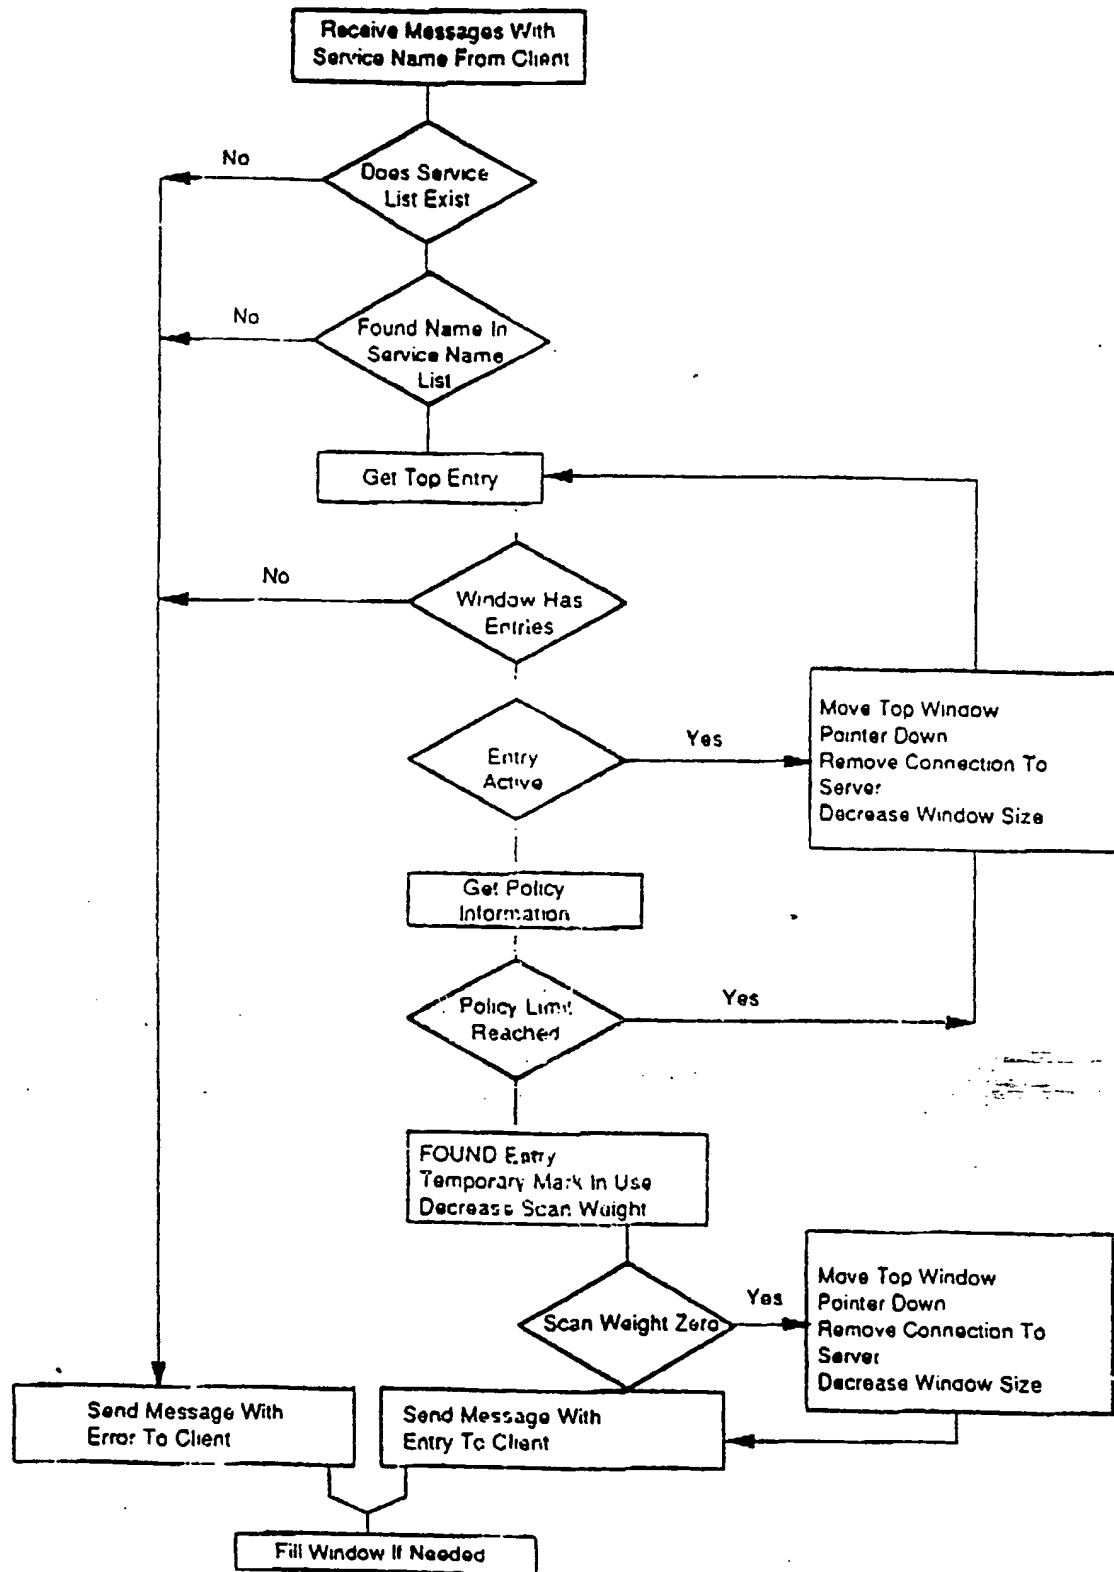 Receive Messages With
Service Name From Client
No
Does Service
List Exist
No
Found Name In
Service Name
List
Get Top Entry
No
Window Has
Entries
Entry
Active
Yes
Move Top Window
Pointer Down
Remove Connection To
Server
Decrease Window Size
Get Policy
Information
Policy Limit
Reached
Yes
FOUND Entry
Temporary Mark In Use
Decrease Scan Weight
Scan Weight Zero
Yes
Move Top Window
Pointer Down
Remove Connection To
Server
Decrease Window Size
Send Message With
Error To Client
Send Message With
Entry To Client
Fill Window If Needed